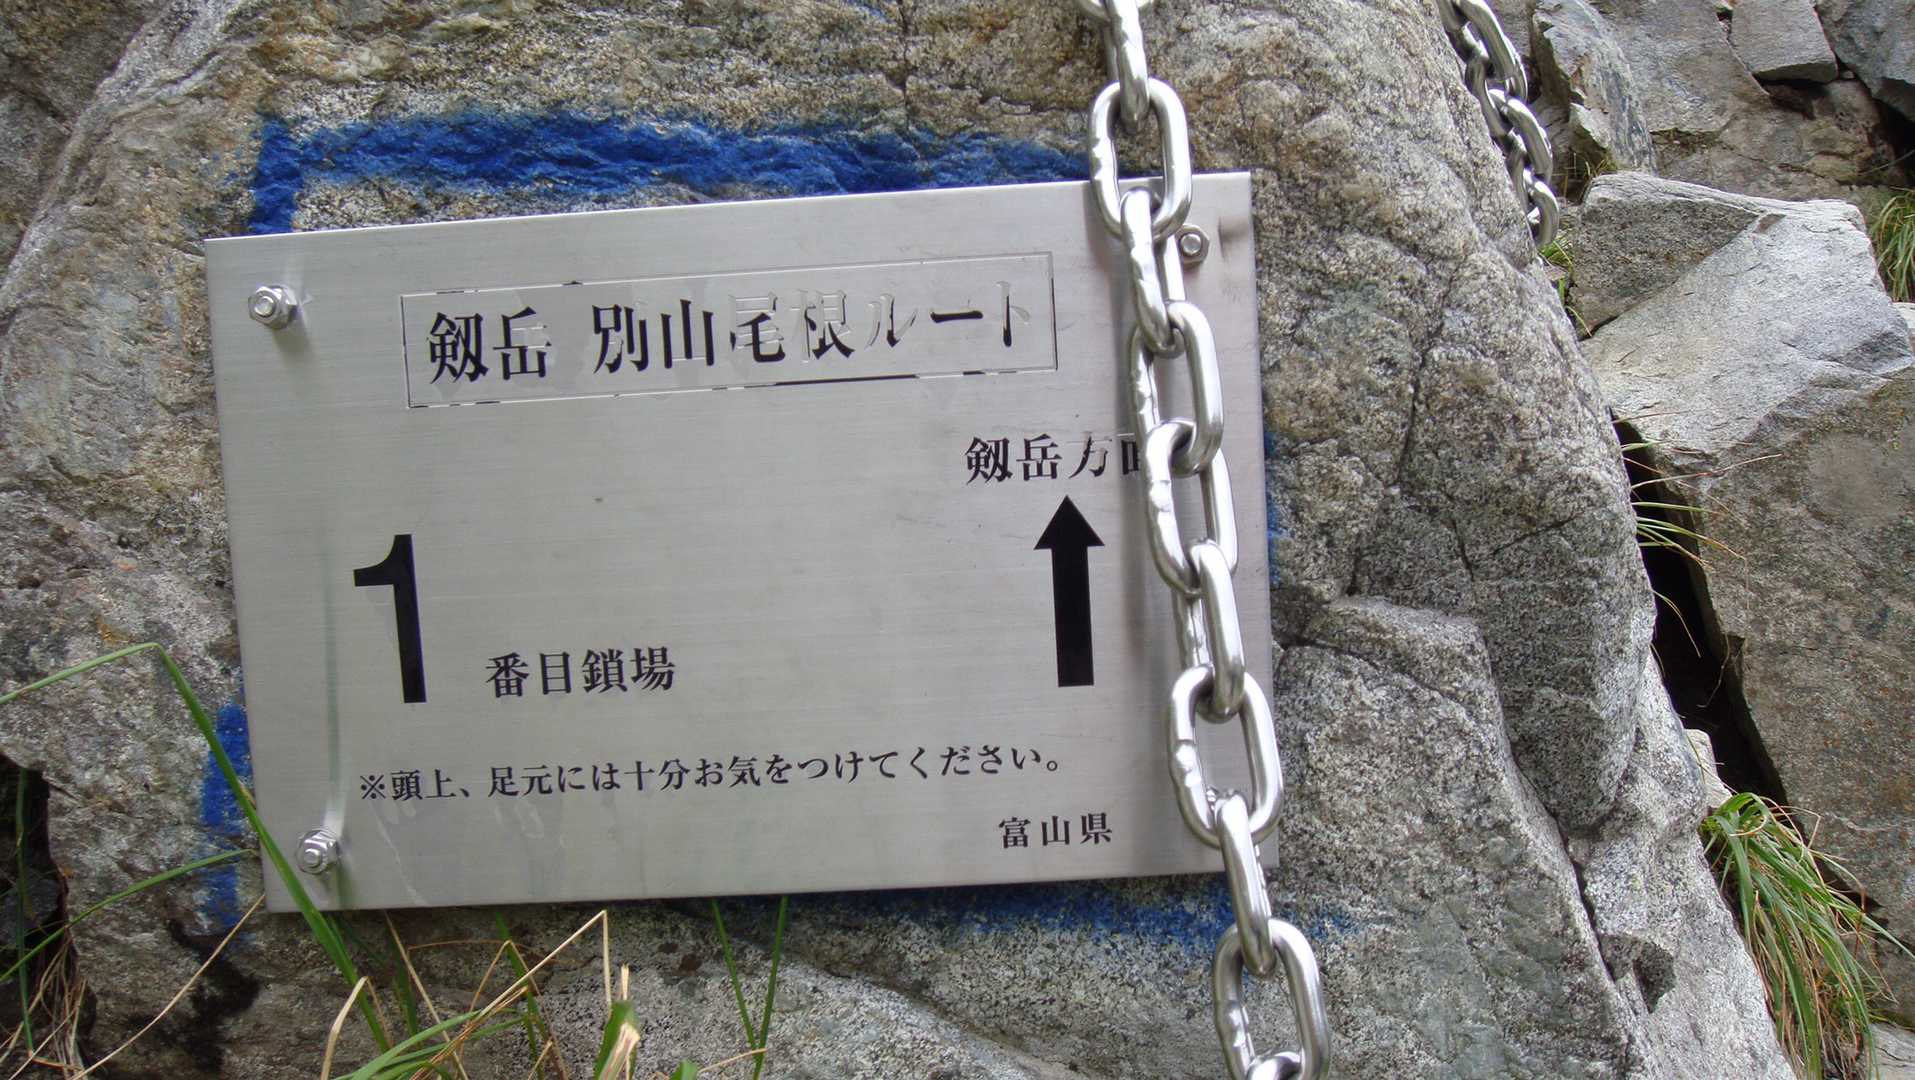 剱岳 別山尾根ルート
剱岳方面
1番目鎖場
※頭上、足元には十分お気をつけてください。
富山県